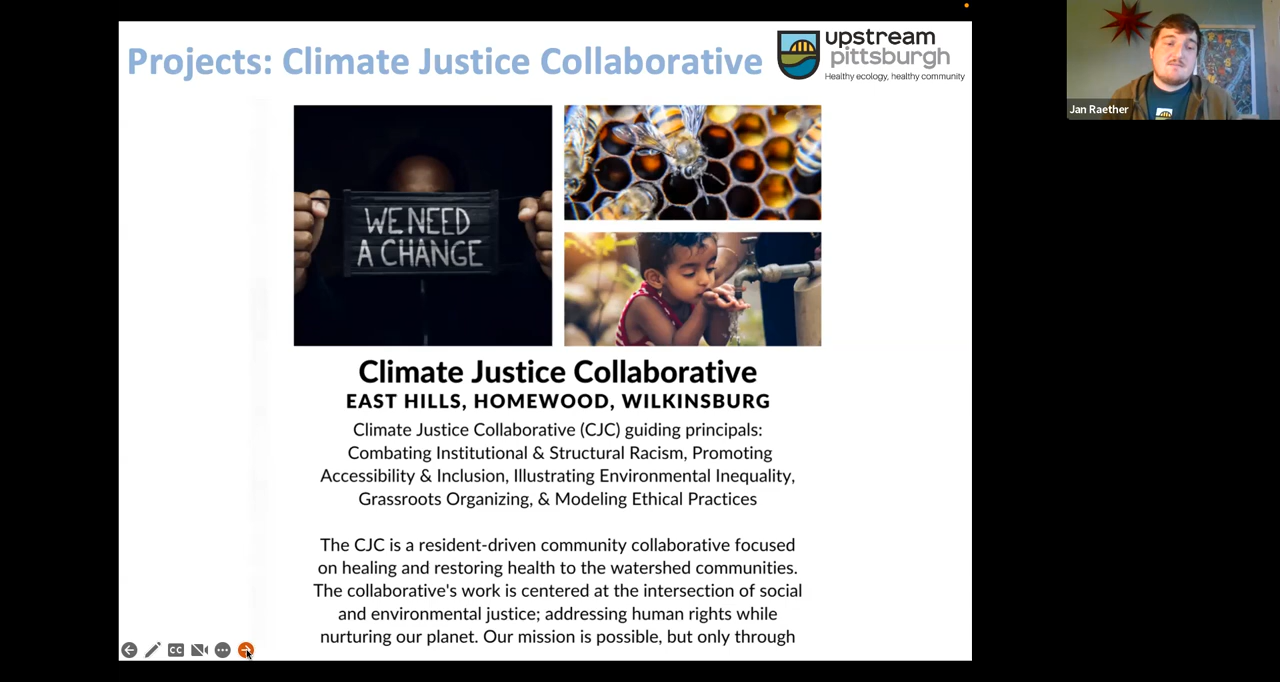 Projects: Climate Justice Collaborative
upstream
pittsburgh
Healthy ecology, healthy community
Jan Raether
WE NEED
A CHANGE
Climate Justice Collaborative
EAST HILLS, HOMEWOOD, WILKINSBURG
Climate Justice Collaborative (CJC) guiding principals:
Combating Institutional & Structural Racism, Promoting
Accessibility & Inclusion, Illustrating Environmental Inequality,
Grassroots Organizing, & Modeling Ethical Practices
The CJC is a resident-driven community collaborative focused
on healing and restoring health to the watershed communities.
The collaborative's work is centered at the intersection of social
and environmental justice; addressing human rights while
nurturing our planet. Our mission is possible, but only through
CC